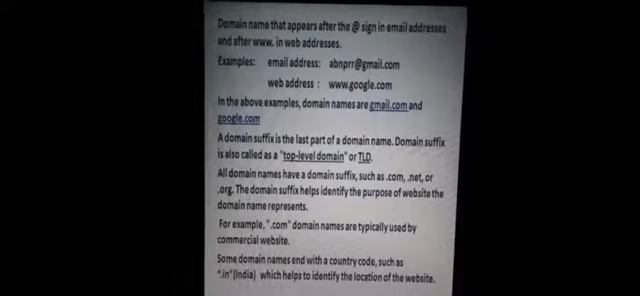 Domain name that appears after the @ sign in email addresses
and after www. in web addresses.
Examples: email address: abnprr@gmail.com
web address : www.google.com
In the above examples, domain names are gmail.com and
google.com
A domain suffix is the last part of a domain name. Domain suffix
is also called as a "top-level domain" or TLD.
All domain names have a domain suffix, such as .com, .net, or
.org. The domain suffix helps identify the purpose of website the
domain name represents.
For example, ".com" domain names are typically used by
commercial website.
Some domain names end with a country code, such as
".in"(India) which helps to identify the location of the website.